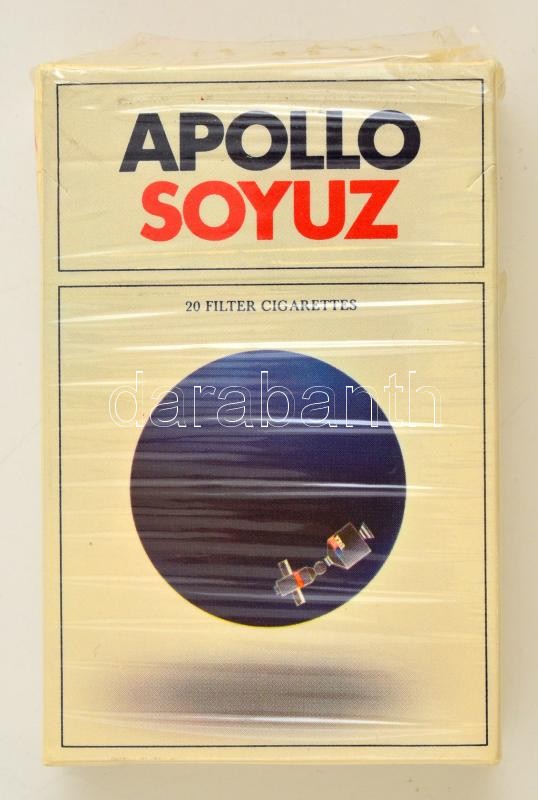 APOLLO
SOYUZ
20 FILTER CIGARETTES
darabanth